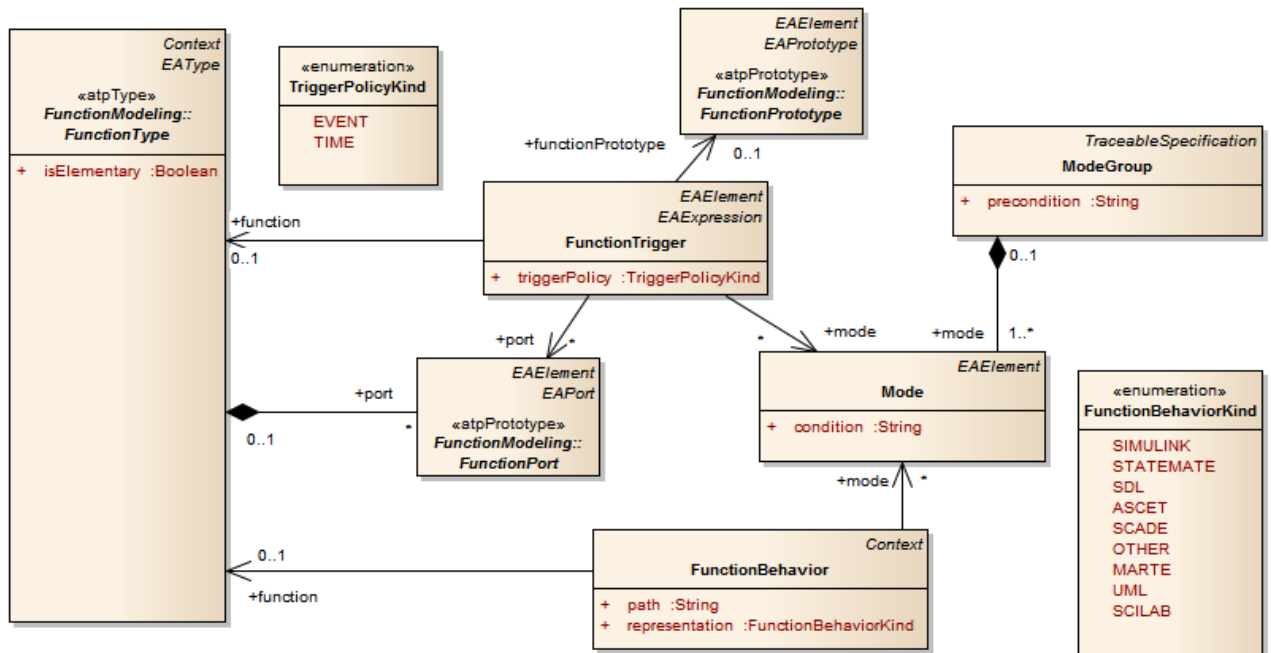 Context
EAType
«atpType»
FunctionModeling::
FunctionType
+ isElementary :Boolean
«enumeration»
TriggerPolicyKind
EVENT
TIME
EAElement
EAPrototype
«atpPrototype»
FunctionModeling::
FunctionPrototype
+functionPrototype
0..1
TraceableSpecification
ModeGroup
+ precondition :String
EAElement
EAExpression
FunctionTrigger
+ triggerPolicy :TriggerPolicyKind
+function
0..1
0..1
+port
*
+mode
*
+mode
1..*
+port
*
0..1
EAElement
EAPort
«atpPrototype»
FunctionModeling::
FunctionPort
EAElement
Mode
+ condition :String
«enumeration»
FunctionBehaviorKind
SIMULINK
STATEMATE
SDL
ASCET
SCADE
OTHER
MARTE
UML
SCILAB
+mode
*
0..1
+function
Context
FunctionBehavior
+ path :String
+ representation :FunctionBehaviorKind